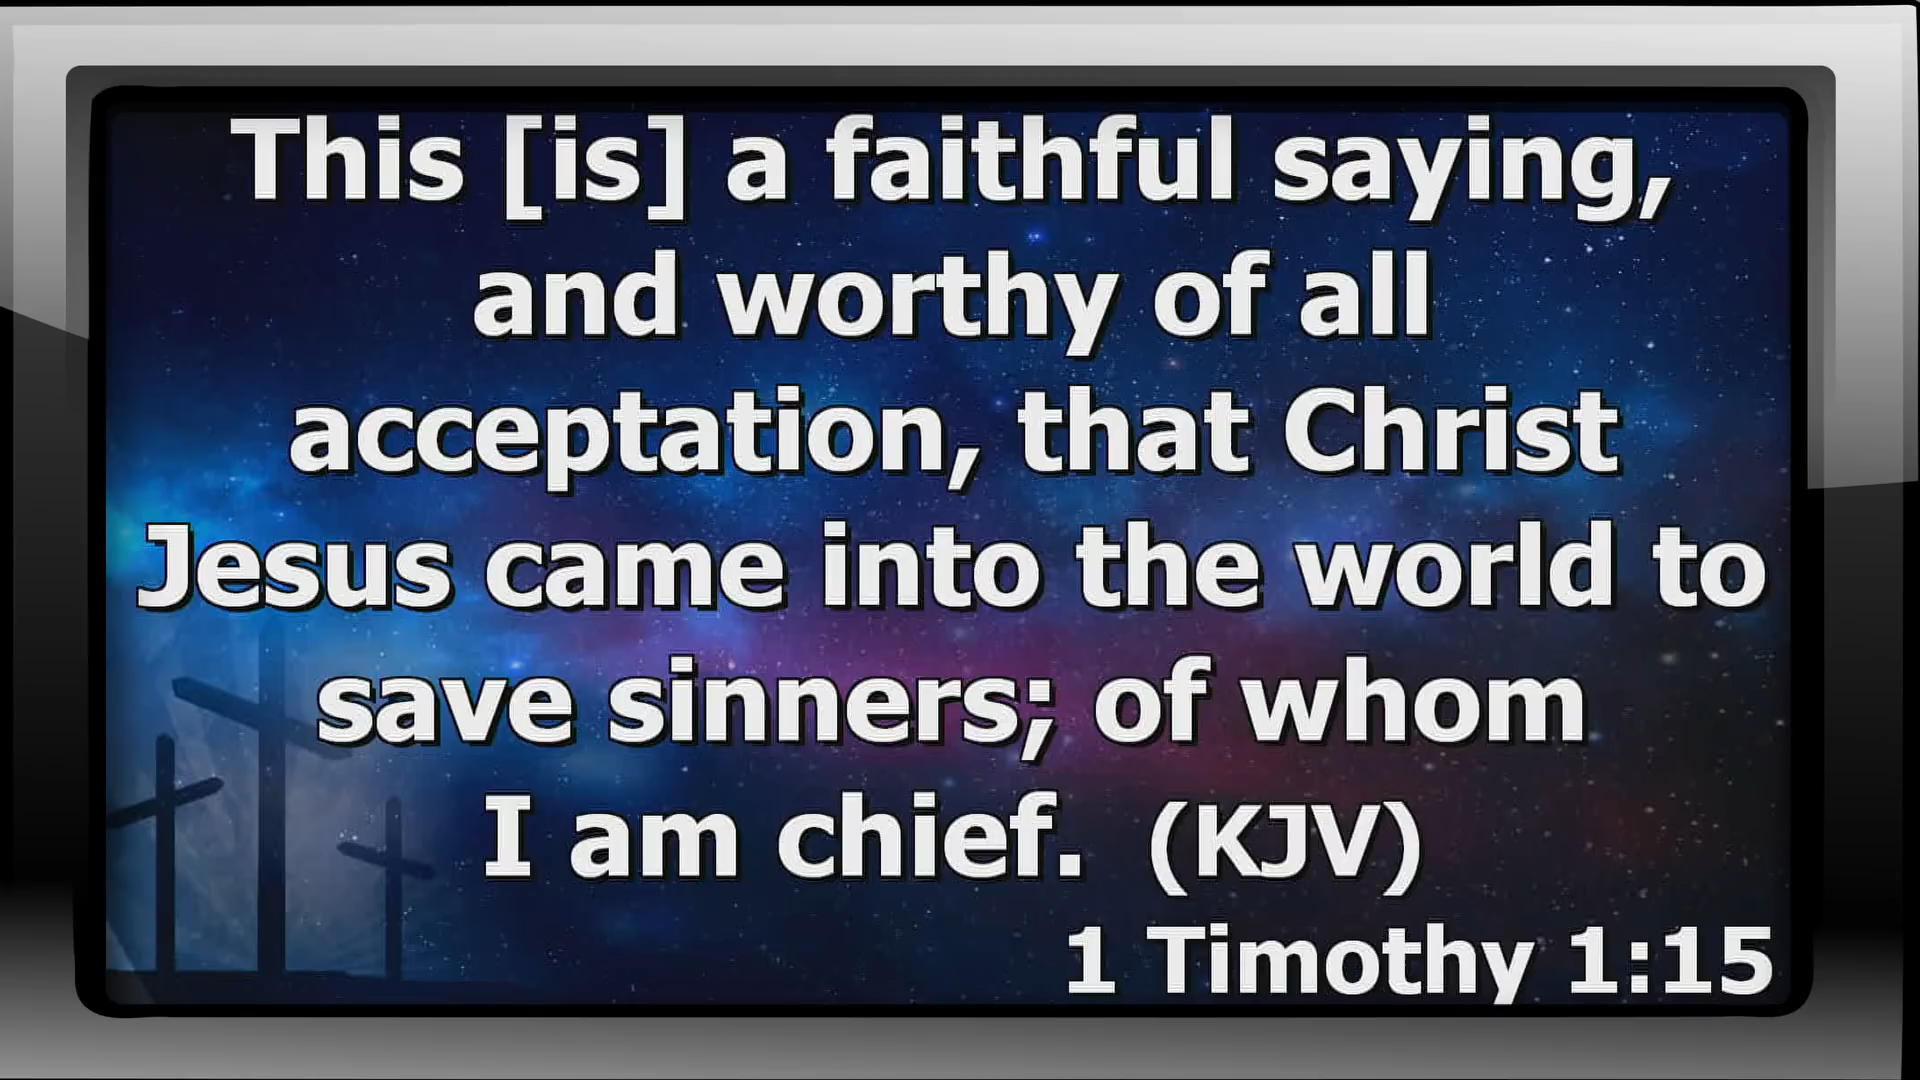 This [is] a faithful saying,
and worthy of all
acceptation, that Christ
Jesus came into the world to
save sinners; of whom
I am chief.  (KJV)
1 Timothy 1:15